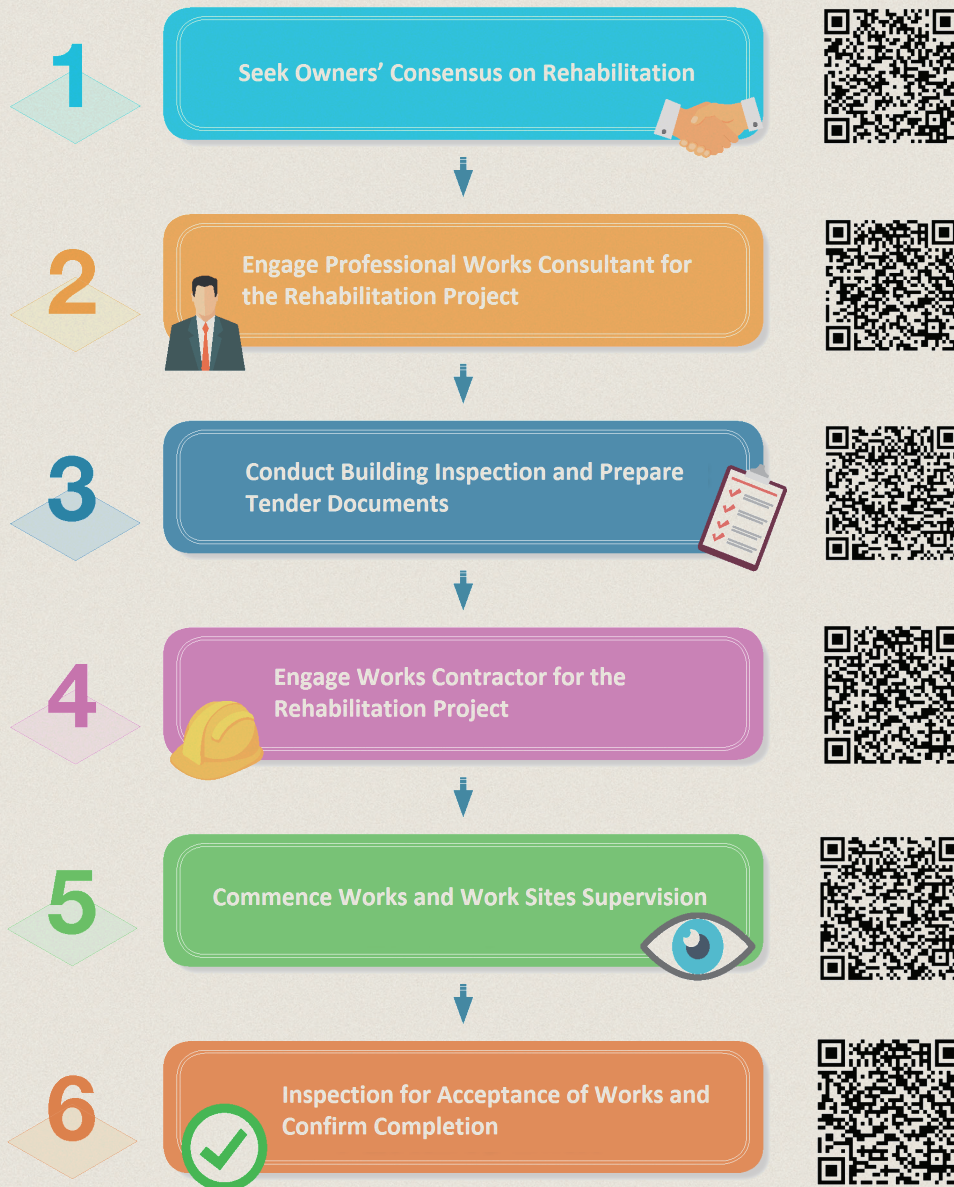 1
Seek Owners’ Consensus on Rehabilitation
2
Engage Professional Works Consultant for
the Rehabilitation Project
3
Conduct Building Inspection and Prepare
Tender Documents
4
Engage Works Contractor for the
Rehabilitation Project
5
Commence Works and Work Sites Supervision
6
Inspection for Acceptance of Works and
Confirm Completion